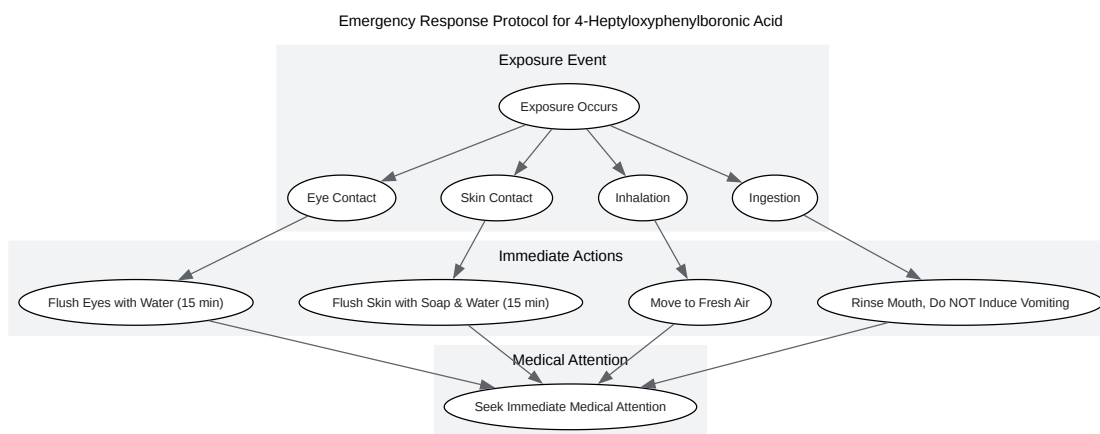 Emergency Response Protocol for 4-Heptyloxyphenylboronic Acid
Exposure Event
Exposure Occurs
Eye Contact
Skin Contact
Inhalation
Ingestion
Immediate Actions
Flush Eyes with Water (15 min)
Flush Skin with Soap & Water (15 min)
Move to Fresh Air
Rinse Mouth, Do NOT Induce Vomiting
Medical Attention
Seek Immediate Medical Attention